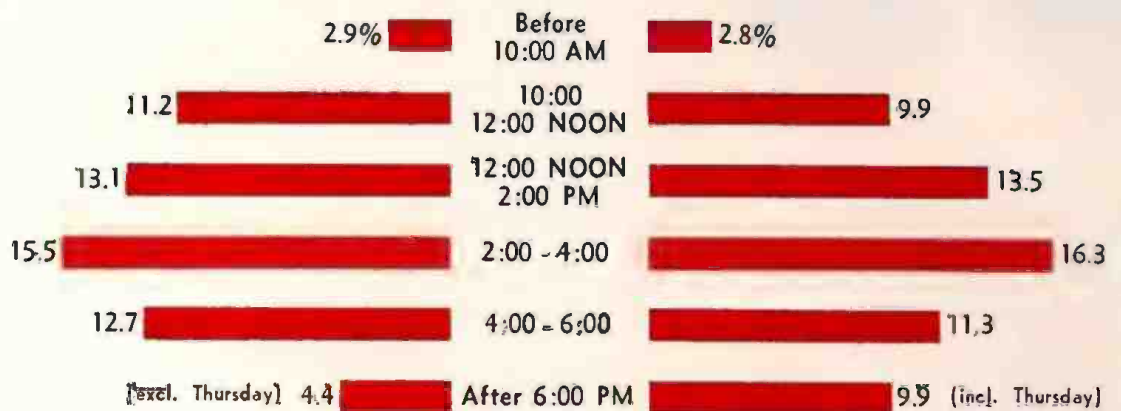 2.9% Before 10:00 AM 2.8%
11.2 10:00 12:00 NOON 9.9
13.1 12:00 NOON 2:00 PM 13.5
15.5 2:00 - 4:00 16.3
12.7 4:00 - 6:00 11.3
(excl. Thursday) 4.4 After 6:00 PM 9.9 (incl. Thursday)